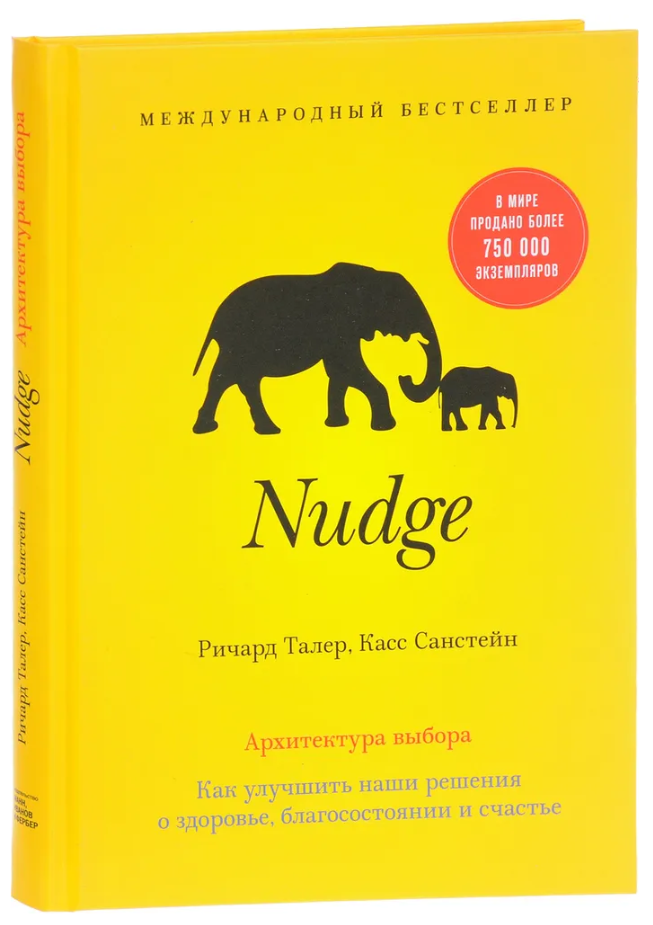 МЕЖДУНАРОДНЫЙ БЕСТСЕЛЛЕР
В МИРЕ
ПРОДАНО БОЛЕЕ
750 000
ЭКЗЕМПЛЯРОВ
Nudge
Ричард Талер, Касс Санстейн
Архитектура выбора
Как улучшить наши решения
о здоровье, благосостоянии и счастье
Ричард Талер, Касс Санстейн Nudge Архитектура выбора